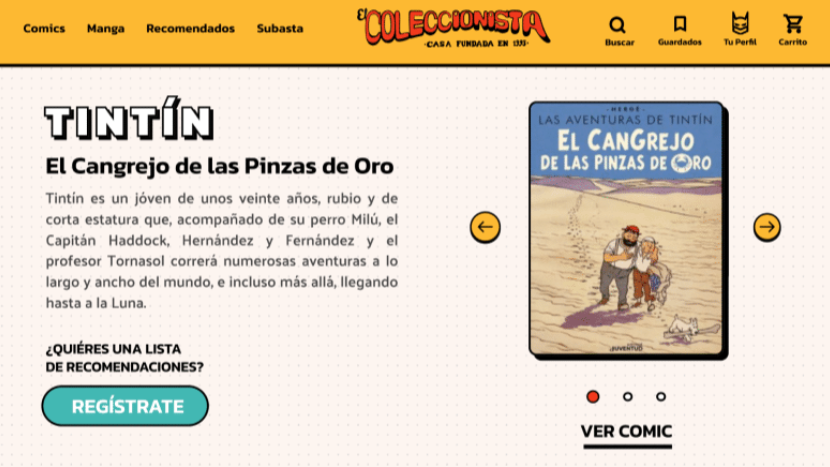 Comics Manga Recomendados Subasta
El COLECCIONISTA
·CASA FUNDADA EN 1993·
Buscar Guardados Tu Perfil Carrito
TINTÍN
El Cangrejo de las Pinzas de Oro
Tintín es un jóven de unos veinte años, rubio y de
corta estatura que, acompañado de su perro Milú, el
Capitán Haddock, Hernández y Fernández y el
profesor Tornasol correrá numerosas aventuras a lo
largo y ancho del mundo, e incluso más allá, llegando
hasta a la Luna.
¿QUIÉRES UNA LISTA
DE RECOMENDACIONES?
REGÍSTRATE
- HERGÉ -
LAS AVENTURAS DE TINTÍN
EL CANGREJO
DE LAS PINZAS DE ORO
JUVENTUD
VER COMIC